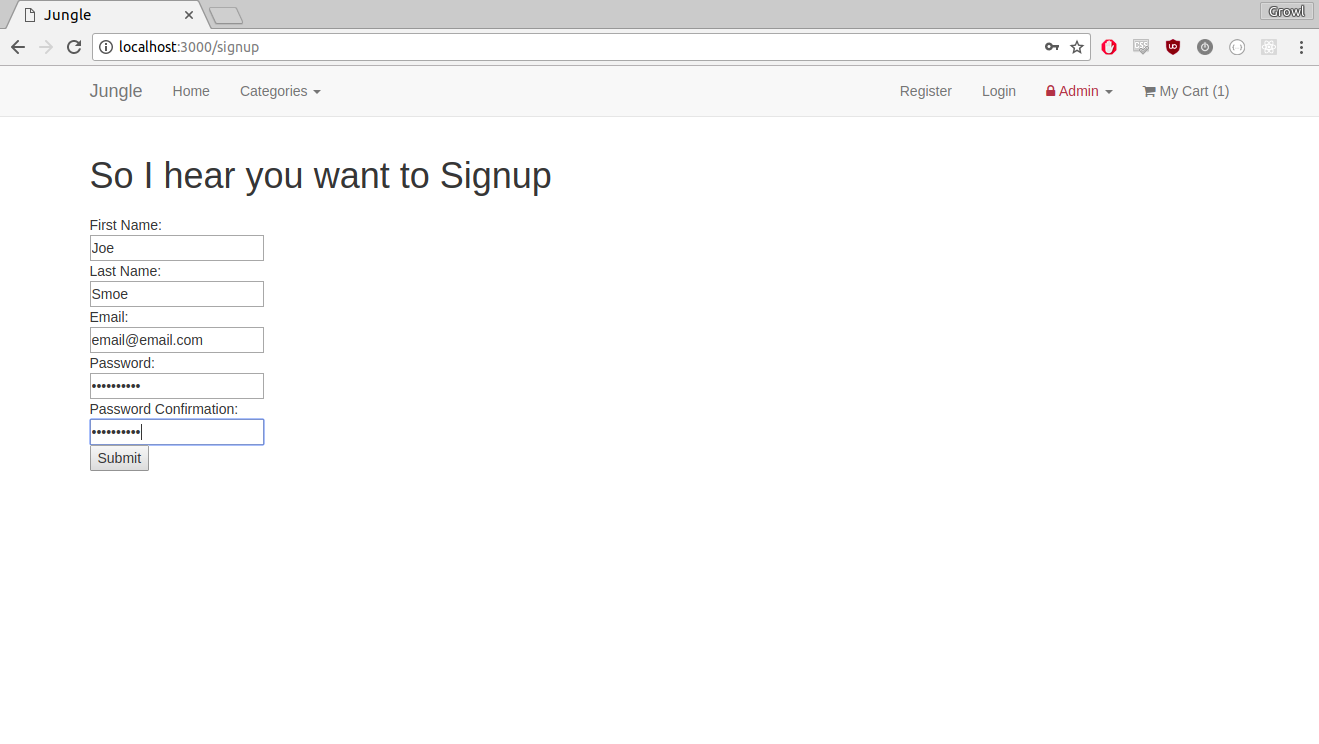 Jungle
Growl
localhost:3000/signup
Jungle Home Categories Register Login Admin My Cart (1)
So I hear you want to Signup
First Name:
Joe
Last Name:
Smoe
Email:
email@email.com
Password:
••••••••••
Password Confirmation:
••••••••••
Submit